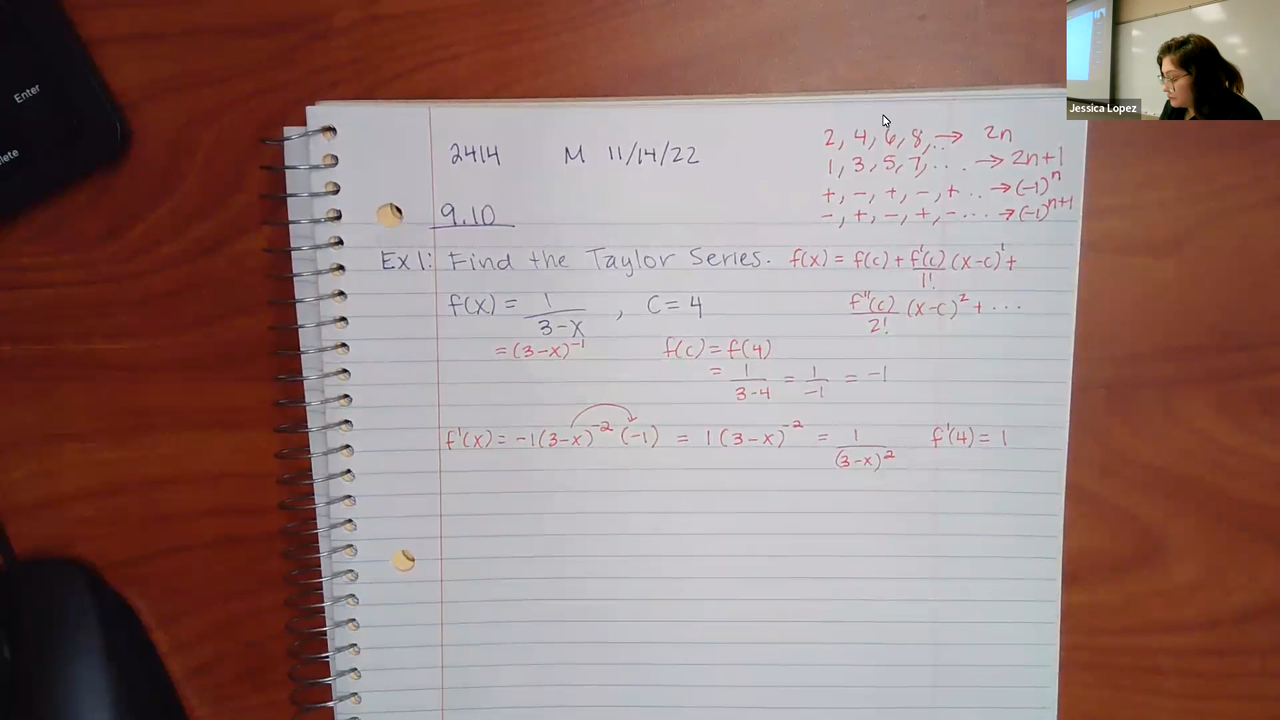 Enter
lete
Jessica Lopez
2414 M 11/14/22
2, 4, 6, 8, ... → 2n
1, 3, 5, 7, ... → 2n+1
+, -, +, -, + ... → (-1)^n
-, +, -, +, - ... → (-1)^{n+1}
9.10
Ex 1: Find the Taylor Series. f(x) = f(c) + f'(c)/1! (x-c)^1 +
f(x) = 1/(3-x) , C = 4 f''(c)/2! (x-c)^2 + ...
= (3-x)^{-1} f(c) = f(4)
= 1/(3-4) = 1/-1 = -1
f'(x) = -1(3-x)^{-2} (-1) = 1(3-x)^{-2} = 1/(3-x)^2 f'(4) = 1